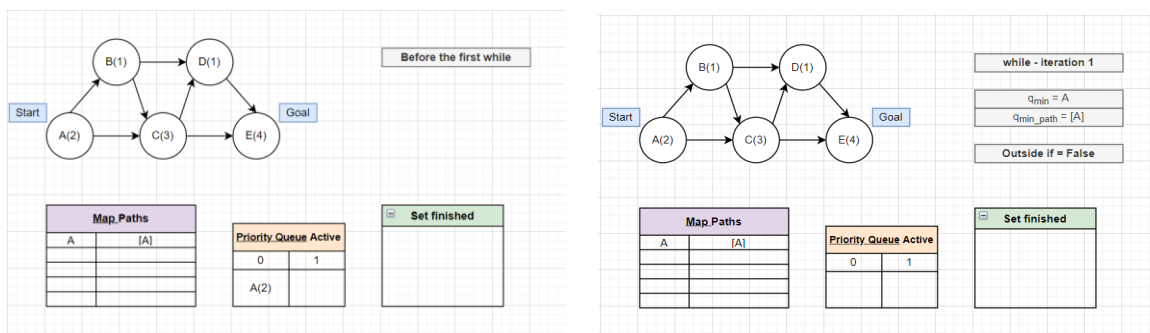 Before the first while
B(1)
D(1)
Start
Goal
A(2)
C(3)
E(4)
Map Paths
A
[A]
Priority Queue Active
0
1
A(2)
Set finished
while - iteration 1
B(1)
D(1)
qmin = A
qmin_path = [A]
Start
Goal
A(2)
C(3)
E(4)
Outside if = False
Map Paths
A
[A]
Priority Queue Active
0
1
Set finished